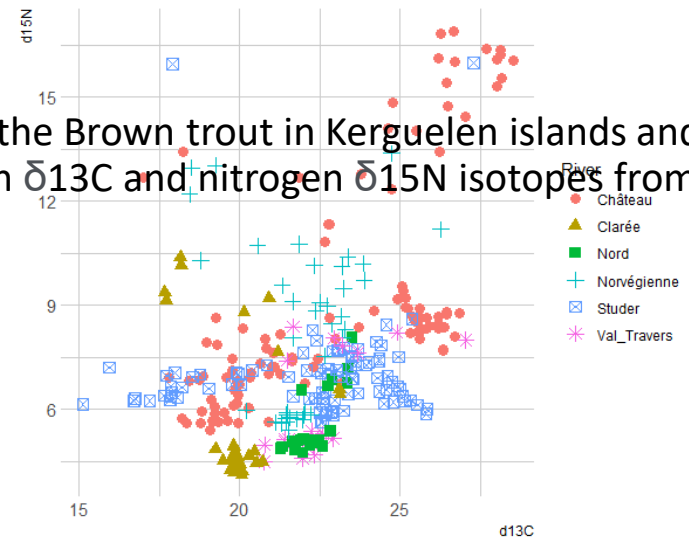 d15N
15
the Brown trout in Kerguelen islands and
n δ13C and nitrogen δ15N isotopes from
River
12
Château
Clarée
Nord
9
Norvégienne
Studer
Val_Travers
6
15
20
25
d13C